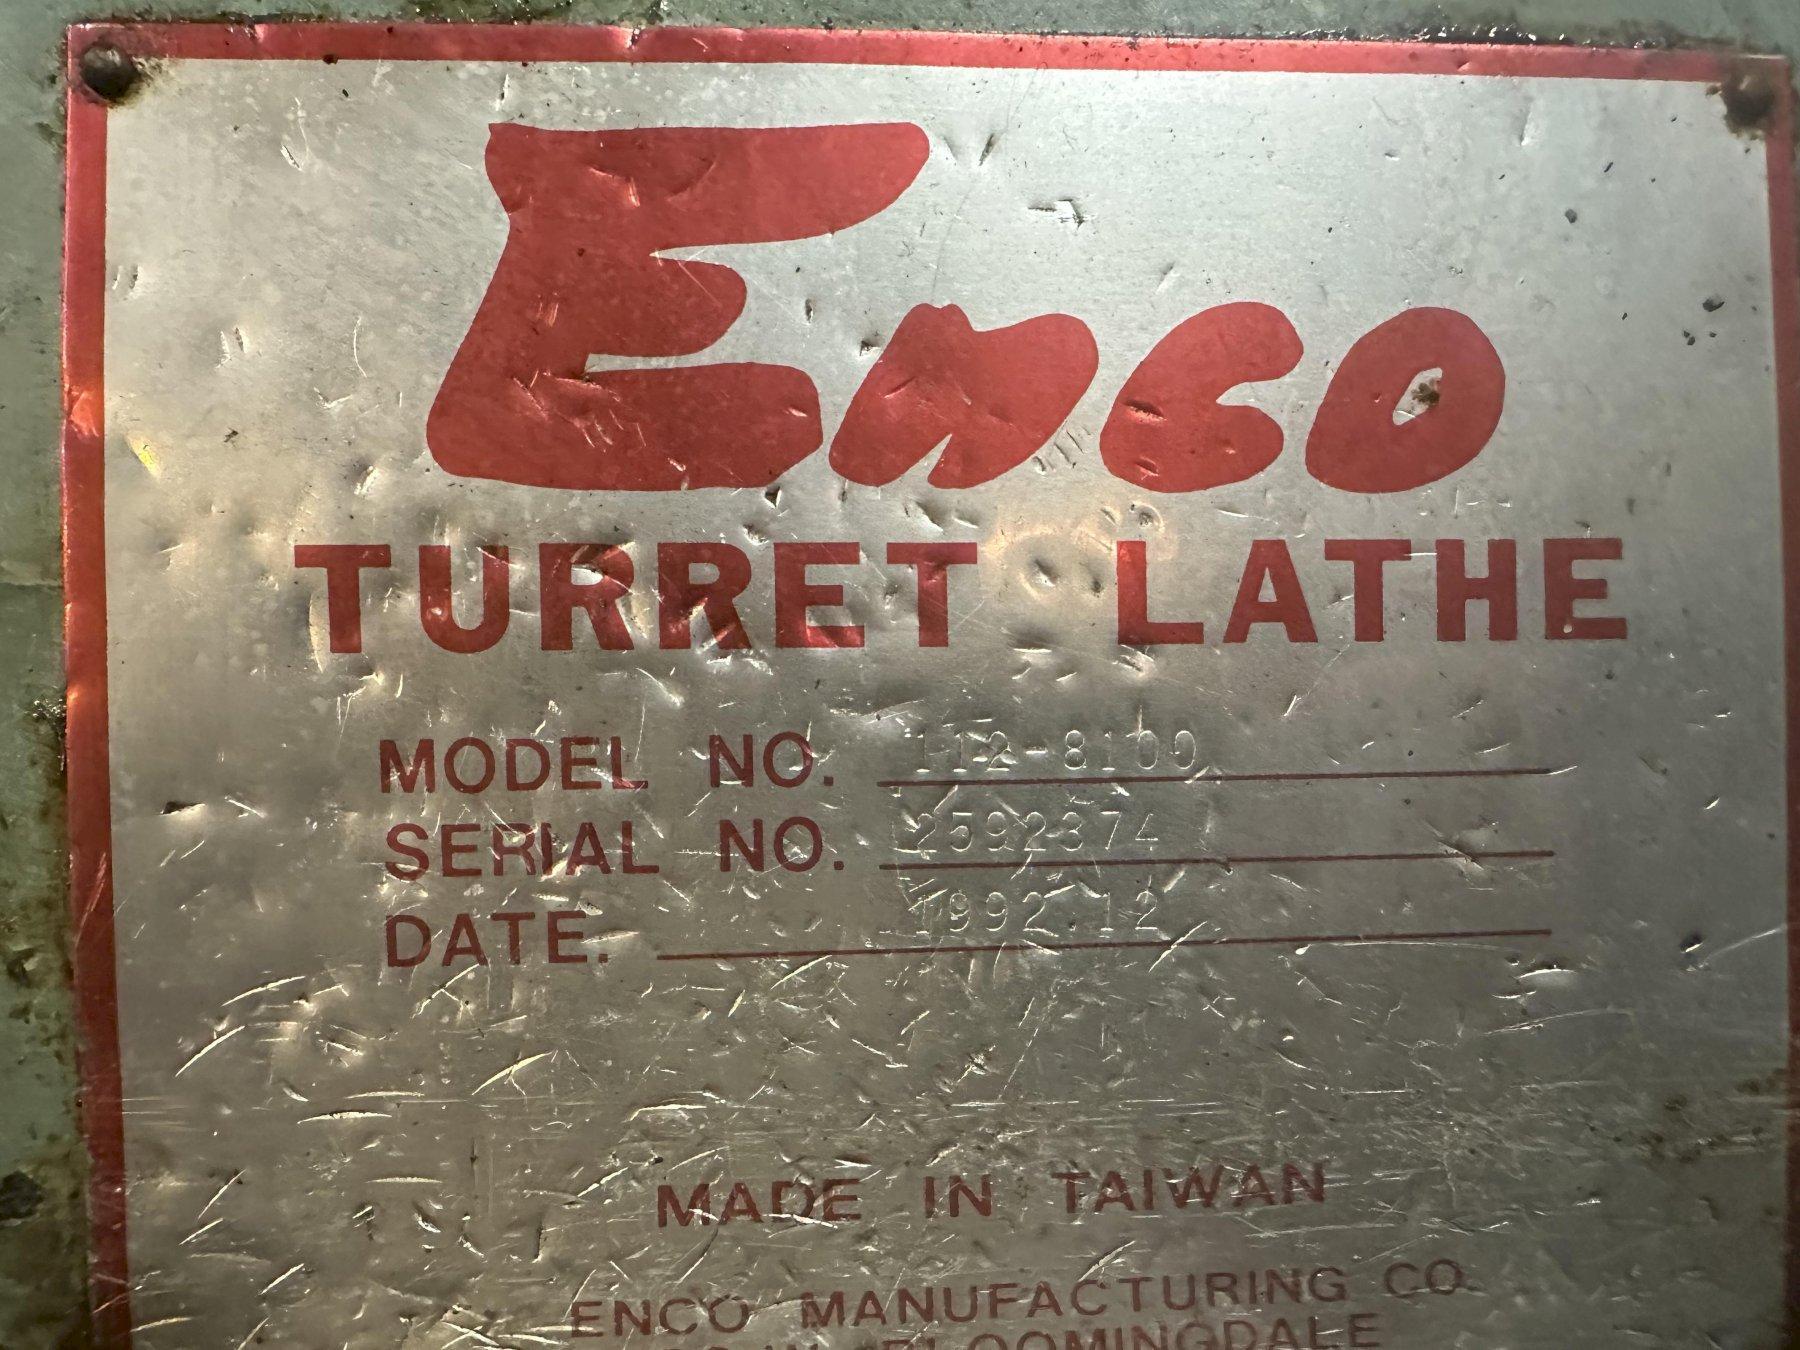 Enco
TURRET LATHE
MODEL NO. 112-8100
SERIAL NO. 2592374
DATE. 1992.12
MADE IN TAIWAN
ENCO MANUFACTURING CO.
W. BLOOMINGDALE